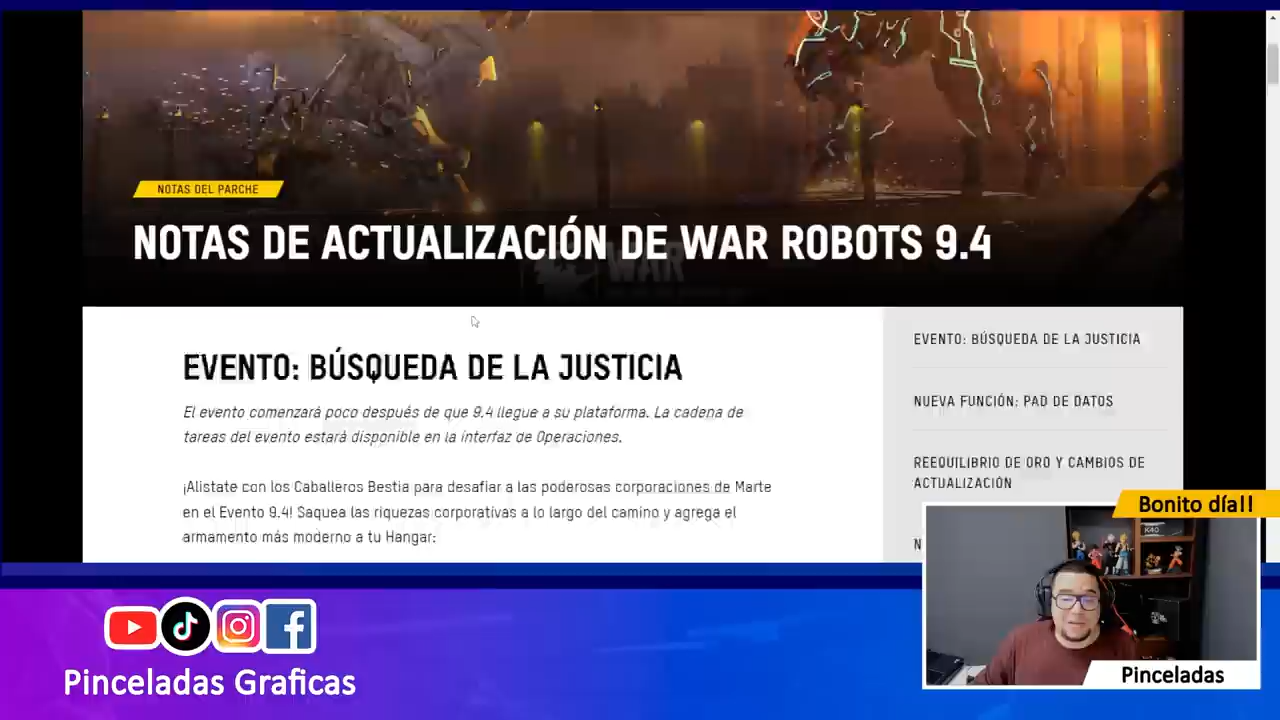 NOTAS DEL PARCHE
NOTAS DE ACTUALIZACIÓN DE WAR ROBOTS 9.4
WAR
EVENTO: BÚSQUEDA DE LA JUSTICIA
El evento comenzará poco después de que 9.4 llegue a su plataforma. La cadena de
tareas del evento estará disponible en la interfaz de Operaciones.
¡Alístate con los Caballeros Bestia para desafiar a las poderosas corporaciones de Marte
en el Evento 9.4! Saquea las riquezas corporativas a lo largo del camino y agrega el
armamento más moderno a tu Hangar:
EVENTO: BÚSQUEDA DE LA JUSTICIA
NUEVA FUNCIÓN: PAD DE DATOS
REEQUILIBRIO DE ORO Y CAMBIOS DE
ACTUALIZACIÓN
Bonito día!!
K40
Pinceladas
Pinceladas Graficas